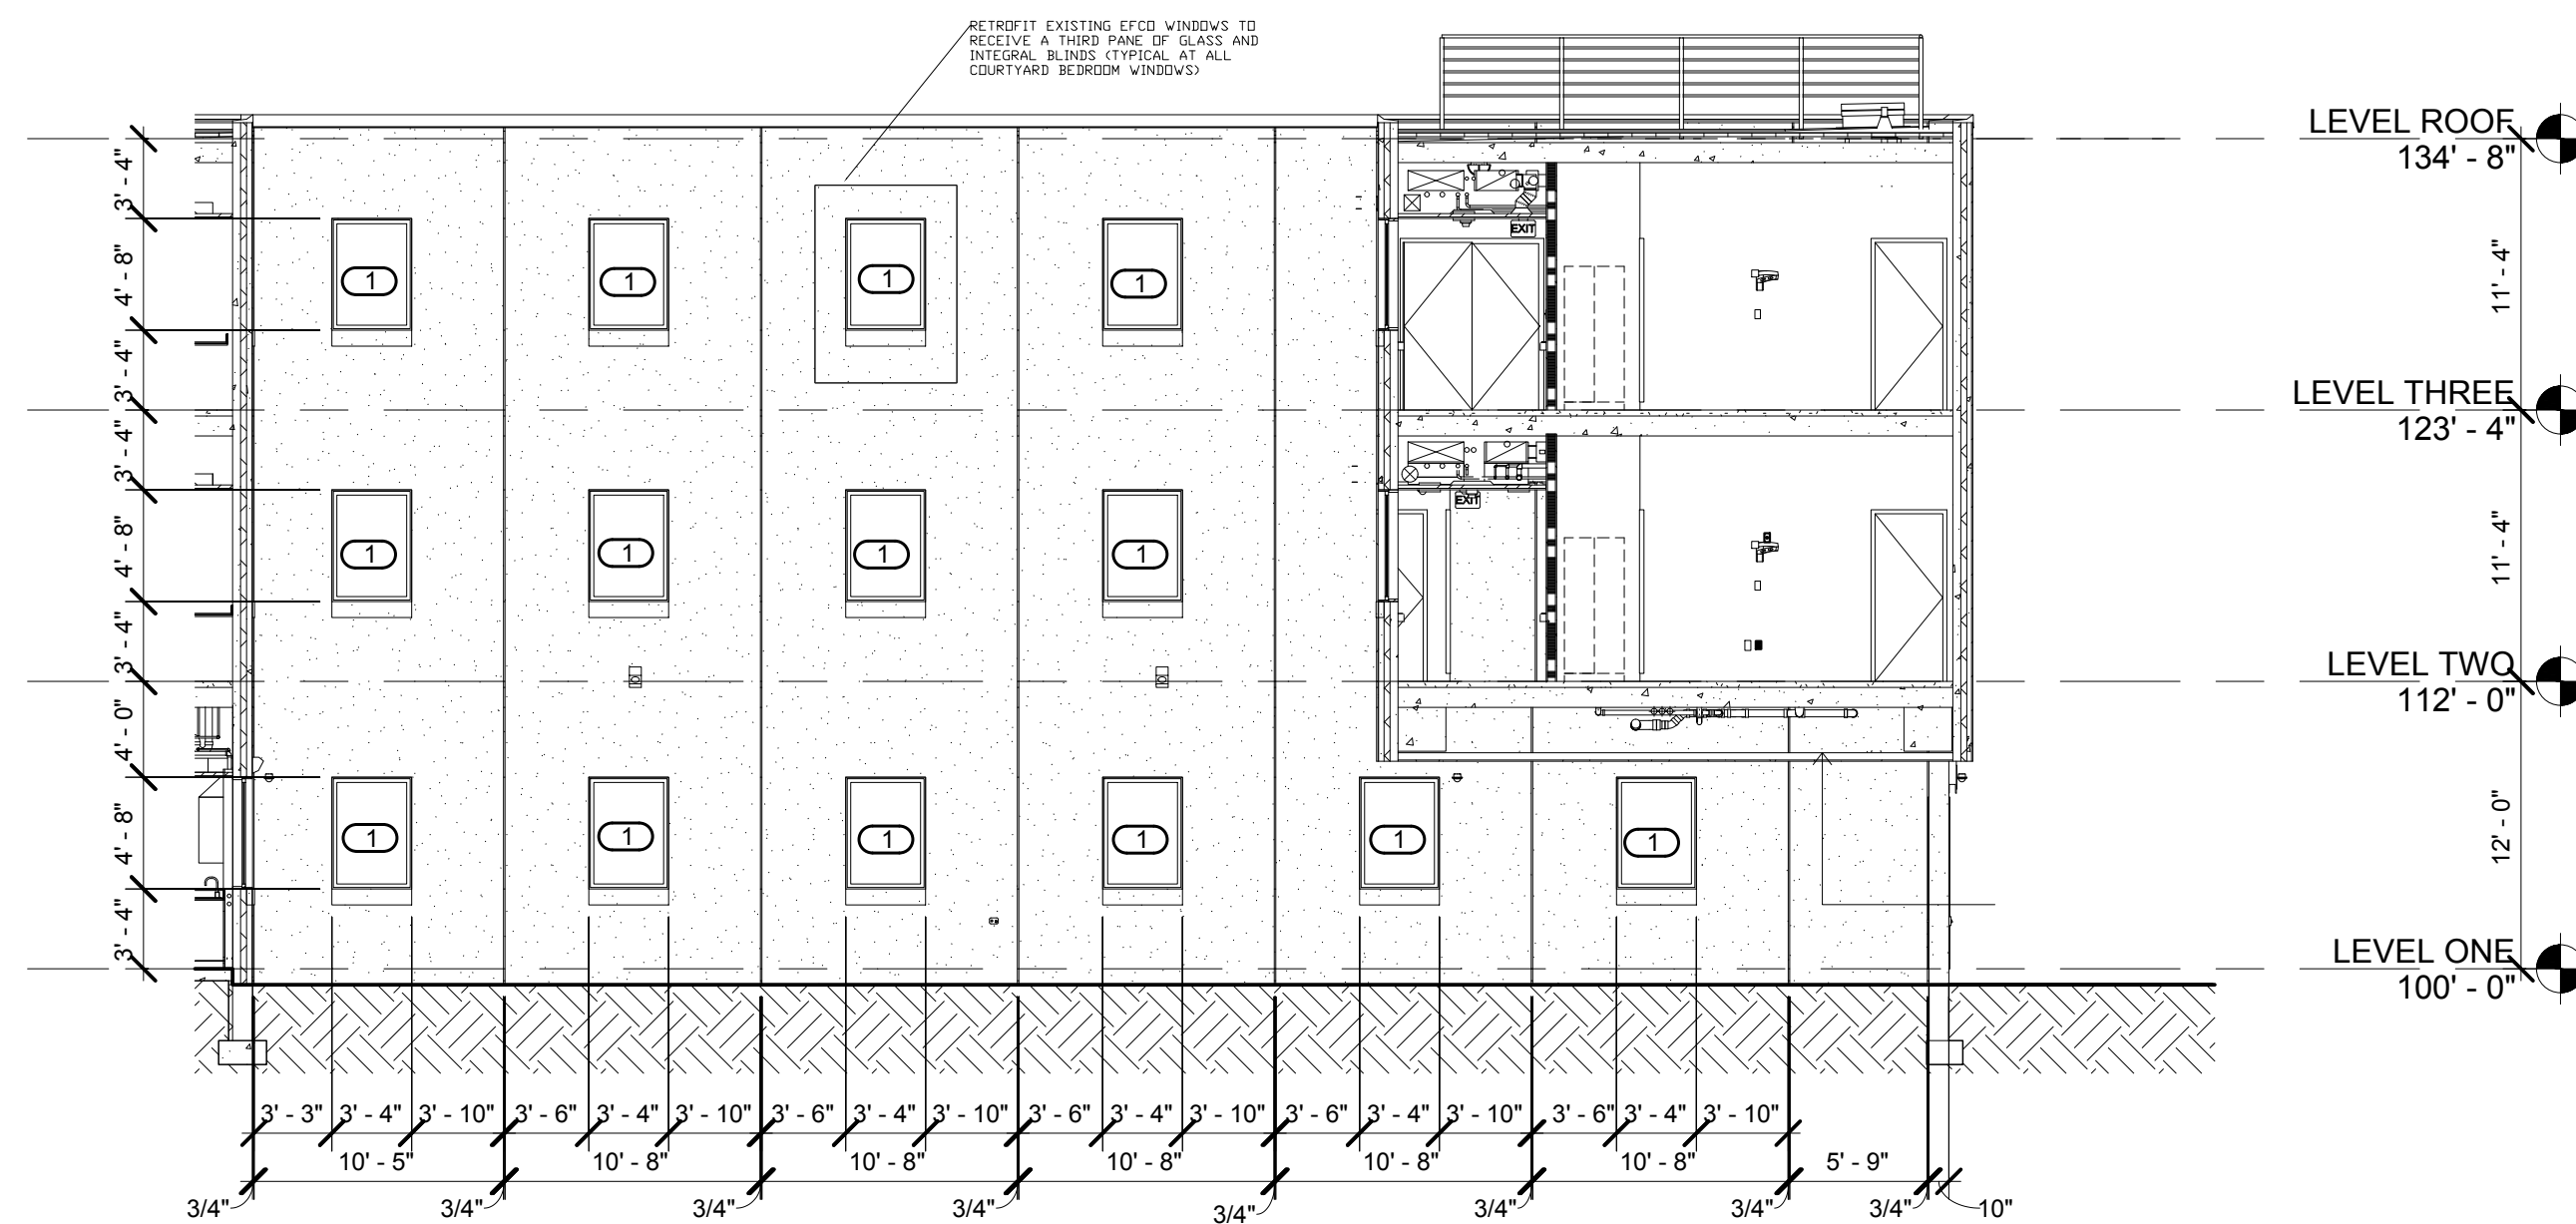 RETROFIT EXISTING EFCO WINDOWS TO
RECEIVE A THIRD PANE OF GLASS AND
INTEGRAL BLINDS (TYPICAL AT ALL
COURTYARD BEDROOM WINDOWS)
LEVEL ROOF
134' - 8"
3' - 4"
4' - 8"
3' - 4"
3' - 4"
4' - 8"
3' - 4"
4' - 0"
4' - 8"
3' - 4"
1
1
1
1
EXIT
11' - 4"
LEVEL THREE
123' - 4"
1
1
1
1
EXIT
11' - 4"
LEVEL TWO
112' - 0"
1
1
1
1
1
1
12' - 0"
LEVEL ONE
100' - 0"
3' - 3" 3' - 4" 3' - 10" 3' - 6" 3' - 4" 3' - 10" 3' - 6" 3' - 4" 3' - 10" 3' - 6" 3' - 4" 3' - 10" 3' - 6" 3' - 4" 3' - 10" 3' - 6" 3' - 4" 3' - 10"
10' - 5" 10' - 8" 10' - 8" 10' - 8" 10' - 8" 10' - 8" 5' - 9"
3/4" 3/4" 3/4" 3/4" 3/4" 3/4" 3/4" 3/4" 10"